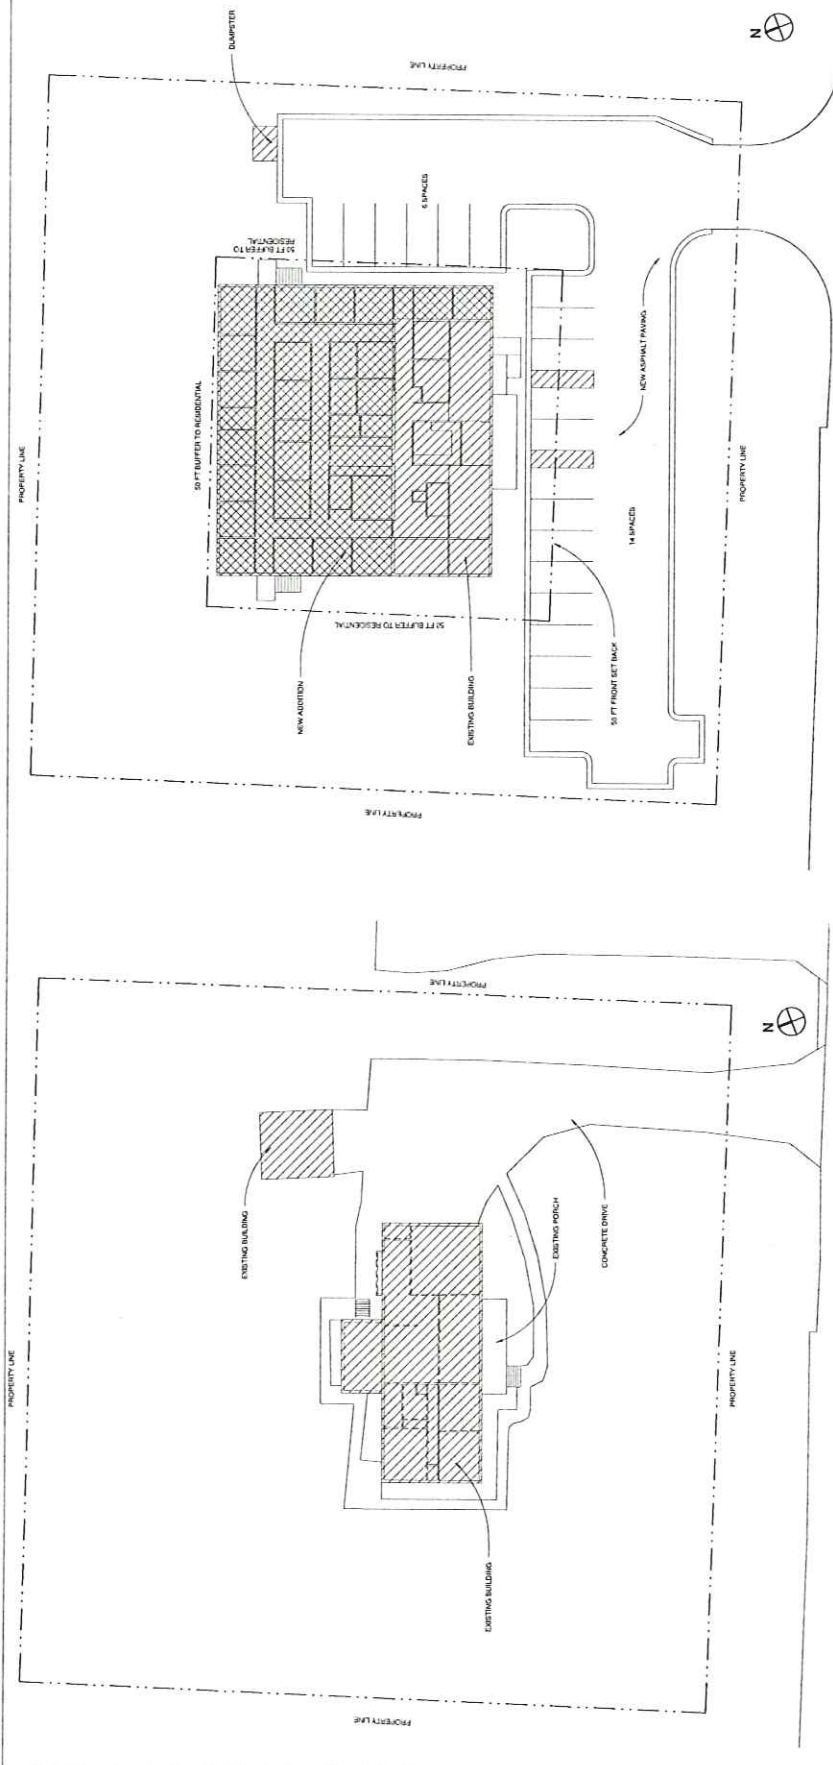 DUMPSTER
N
PROPERTY LINE
PROPERTY LINE
50 FT BUFFER TO
RESIDENTIAL
6 SPACES
50 FT BUFFER TO RESIDENTIAL
NEW ASPHALT PAVING
PROPERTY LINE
14 SPACES
50 FT BUFFER TO RESIDENTIAL
NEW ADDITION
EXISTING BUILDING
50 FT FRONT SET BACK
PROPERTY LINE
PROPERTY LINE
N
EXISTING BUILDING
EXISTING PORCH
CONCRETE DRIVE
PROPERTY LINE
PROPERTY LINE
EXISTING BUILDING
PROPERTY LINE